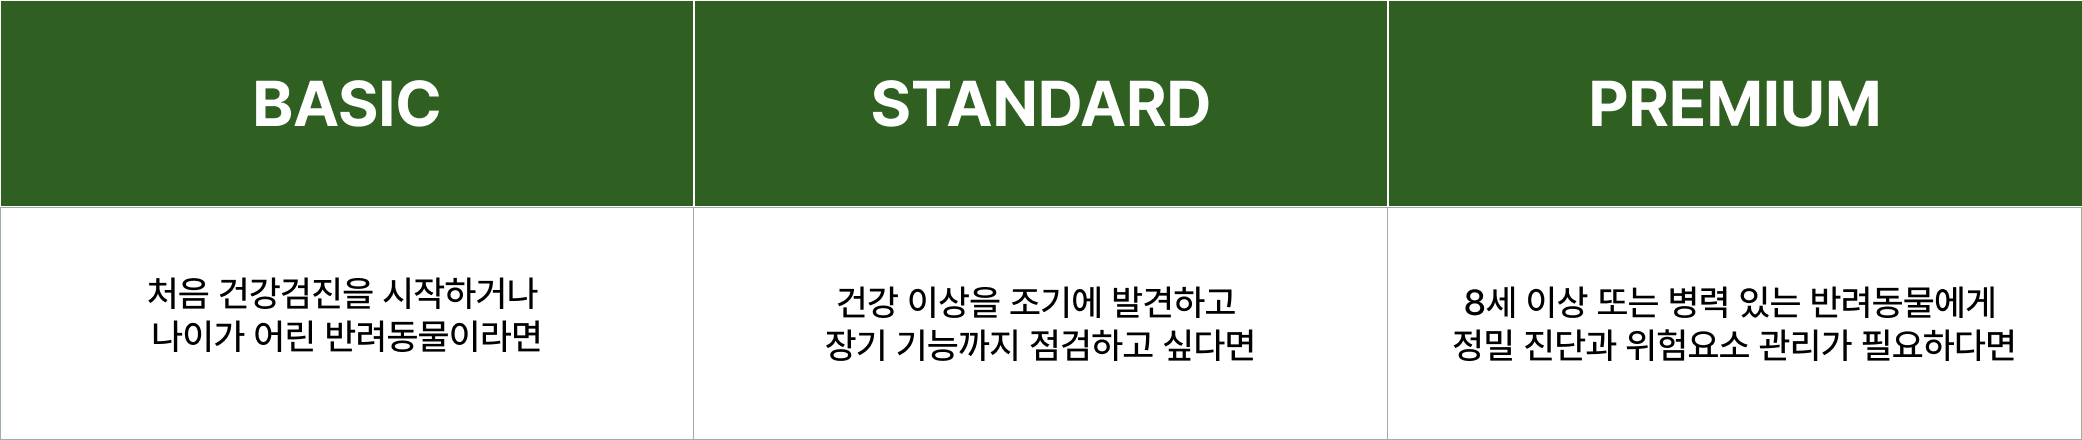 BASIC
STANDARD
PREMIUM
처음 건강검진을 시작하거나
나이가 어린 반려동물이라면
건강 이상을 조기에 발견하고
장기 기능까지 점검하고 싶다면
8세 이상 또는 병력 있는 반려동물에게
정밀 진단과 위험요소 관리가 필요하다면